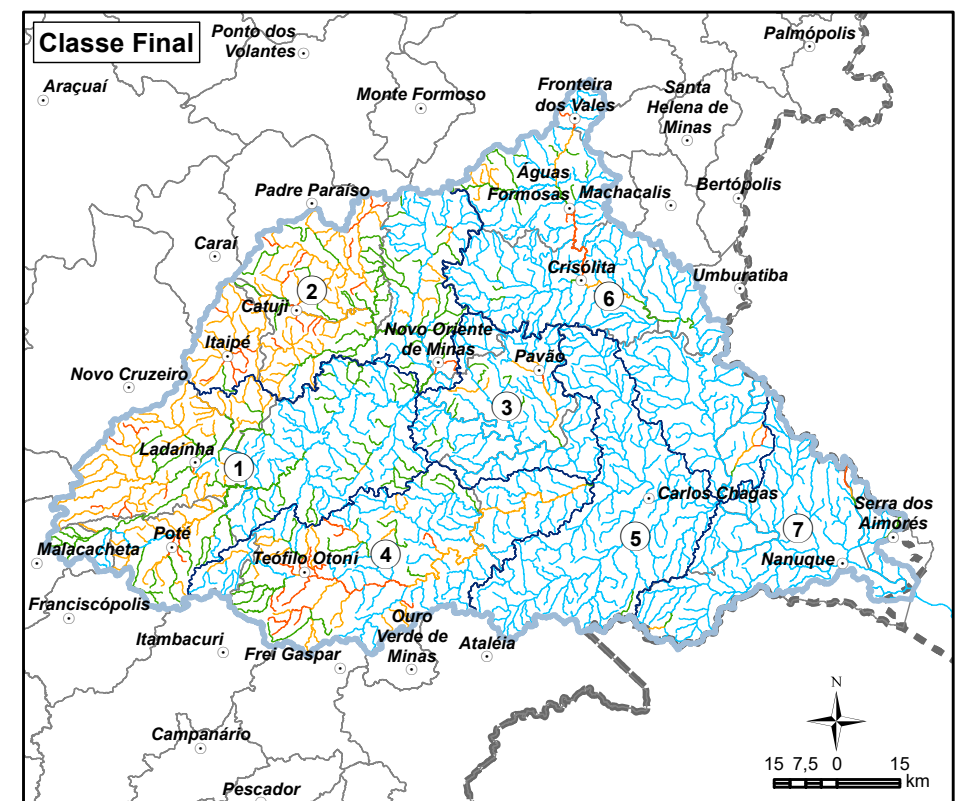 Classe Final
Ponto dos
Volantes
Palmópolis
Araçuaí
Monte Formoso
Fronteira
dos Vales
Santa
Helena de
Minas
Padre Paraíso
Águas
Formosas
Machacalis
Bertópolis
Caraí
Crisólita
Umburatiba
2
6
Catuji
Itaipé
Novo Oriente
de Minas
Pavão
Novo Cruzeiro
3
Ladainha
1
Carlos Chagas
Serra dos
Aimorés
Poté
Malacacheta
Teófilo Otoni
4
5
7
Nanuque
Franciscópolis
Itambacuri
Ouro
Verde de
Minas
Ataléia
Frei Gaspar
Campanário
Pescador
N
15 7,5 0 15
km